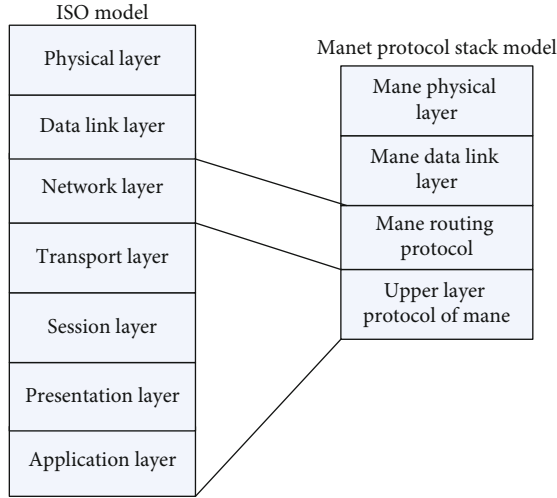 ISO model
Physical layer
Data link layer
Network layer
Transport layer
Session layer
Presentation layer
Application layer
Manet protocol stack model
Mane physical
layer
Mane data link
layer
Mane routing
protocol
Upper layer
protocol of mane